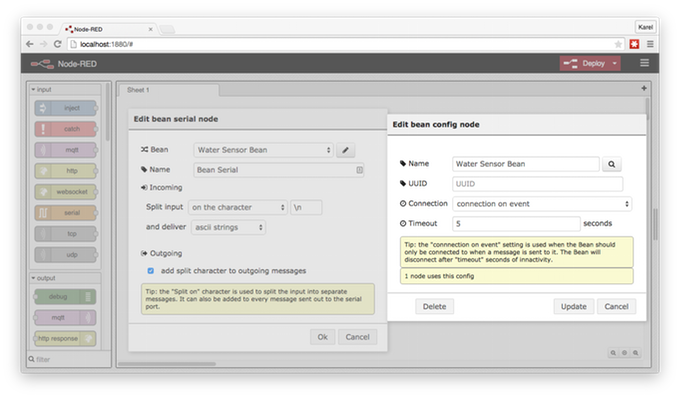 Node-RED
Karel
localhost:1880/#
Node-RED
Deploy
input
inject
catch
mqtt
http
websocket
serial
tcp
udp
output
debug
mqtt
http response
filter
Sheet 1
Edit bean serial node
Bean
Water Sensor Bean
Name
Bean Serial
Incoming
Split input
on the character
\n
and deliver
ascii strings
Outgoing
add split character to outgoing messages
Tip: the "Split on" character is used to split the input into separate
messages. It can also be added to every message sent out to the serial
port.
Ok
Cancel
Edit bean config node
Name
Water Sensor Bean
UUID
UUID
Connection
connection on event
Timeout
5
seconds
Tip: the "connnection on event" setting is used when the Bean should
only be connected to when a message is sent to it. The Bean will
disconnect after "timeout" seconds of innactivity.
1 node uses this config
Delete
Update
Cancel